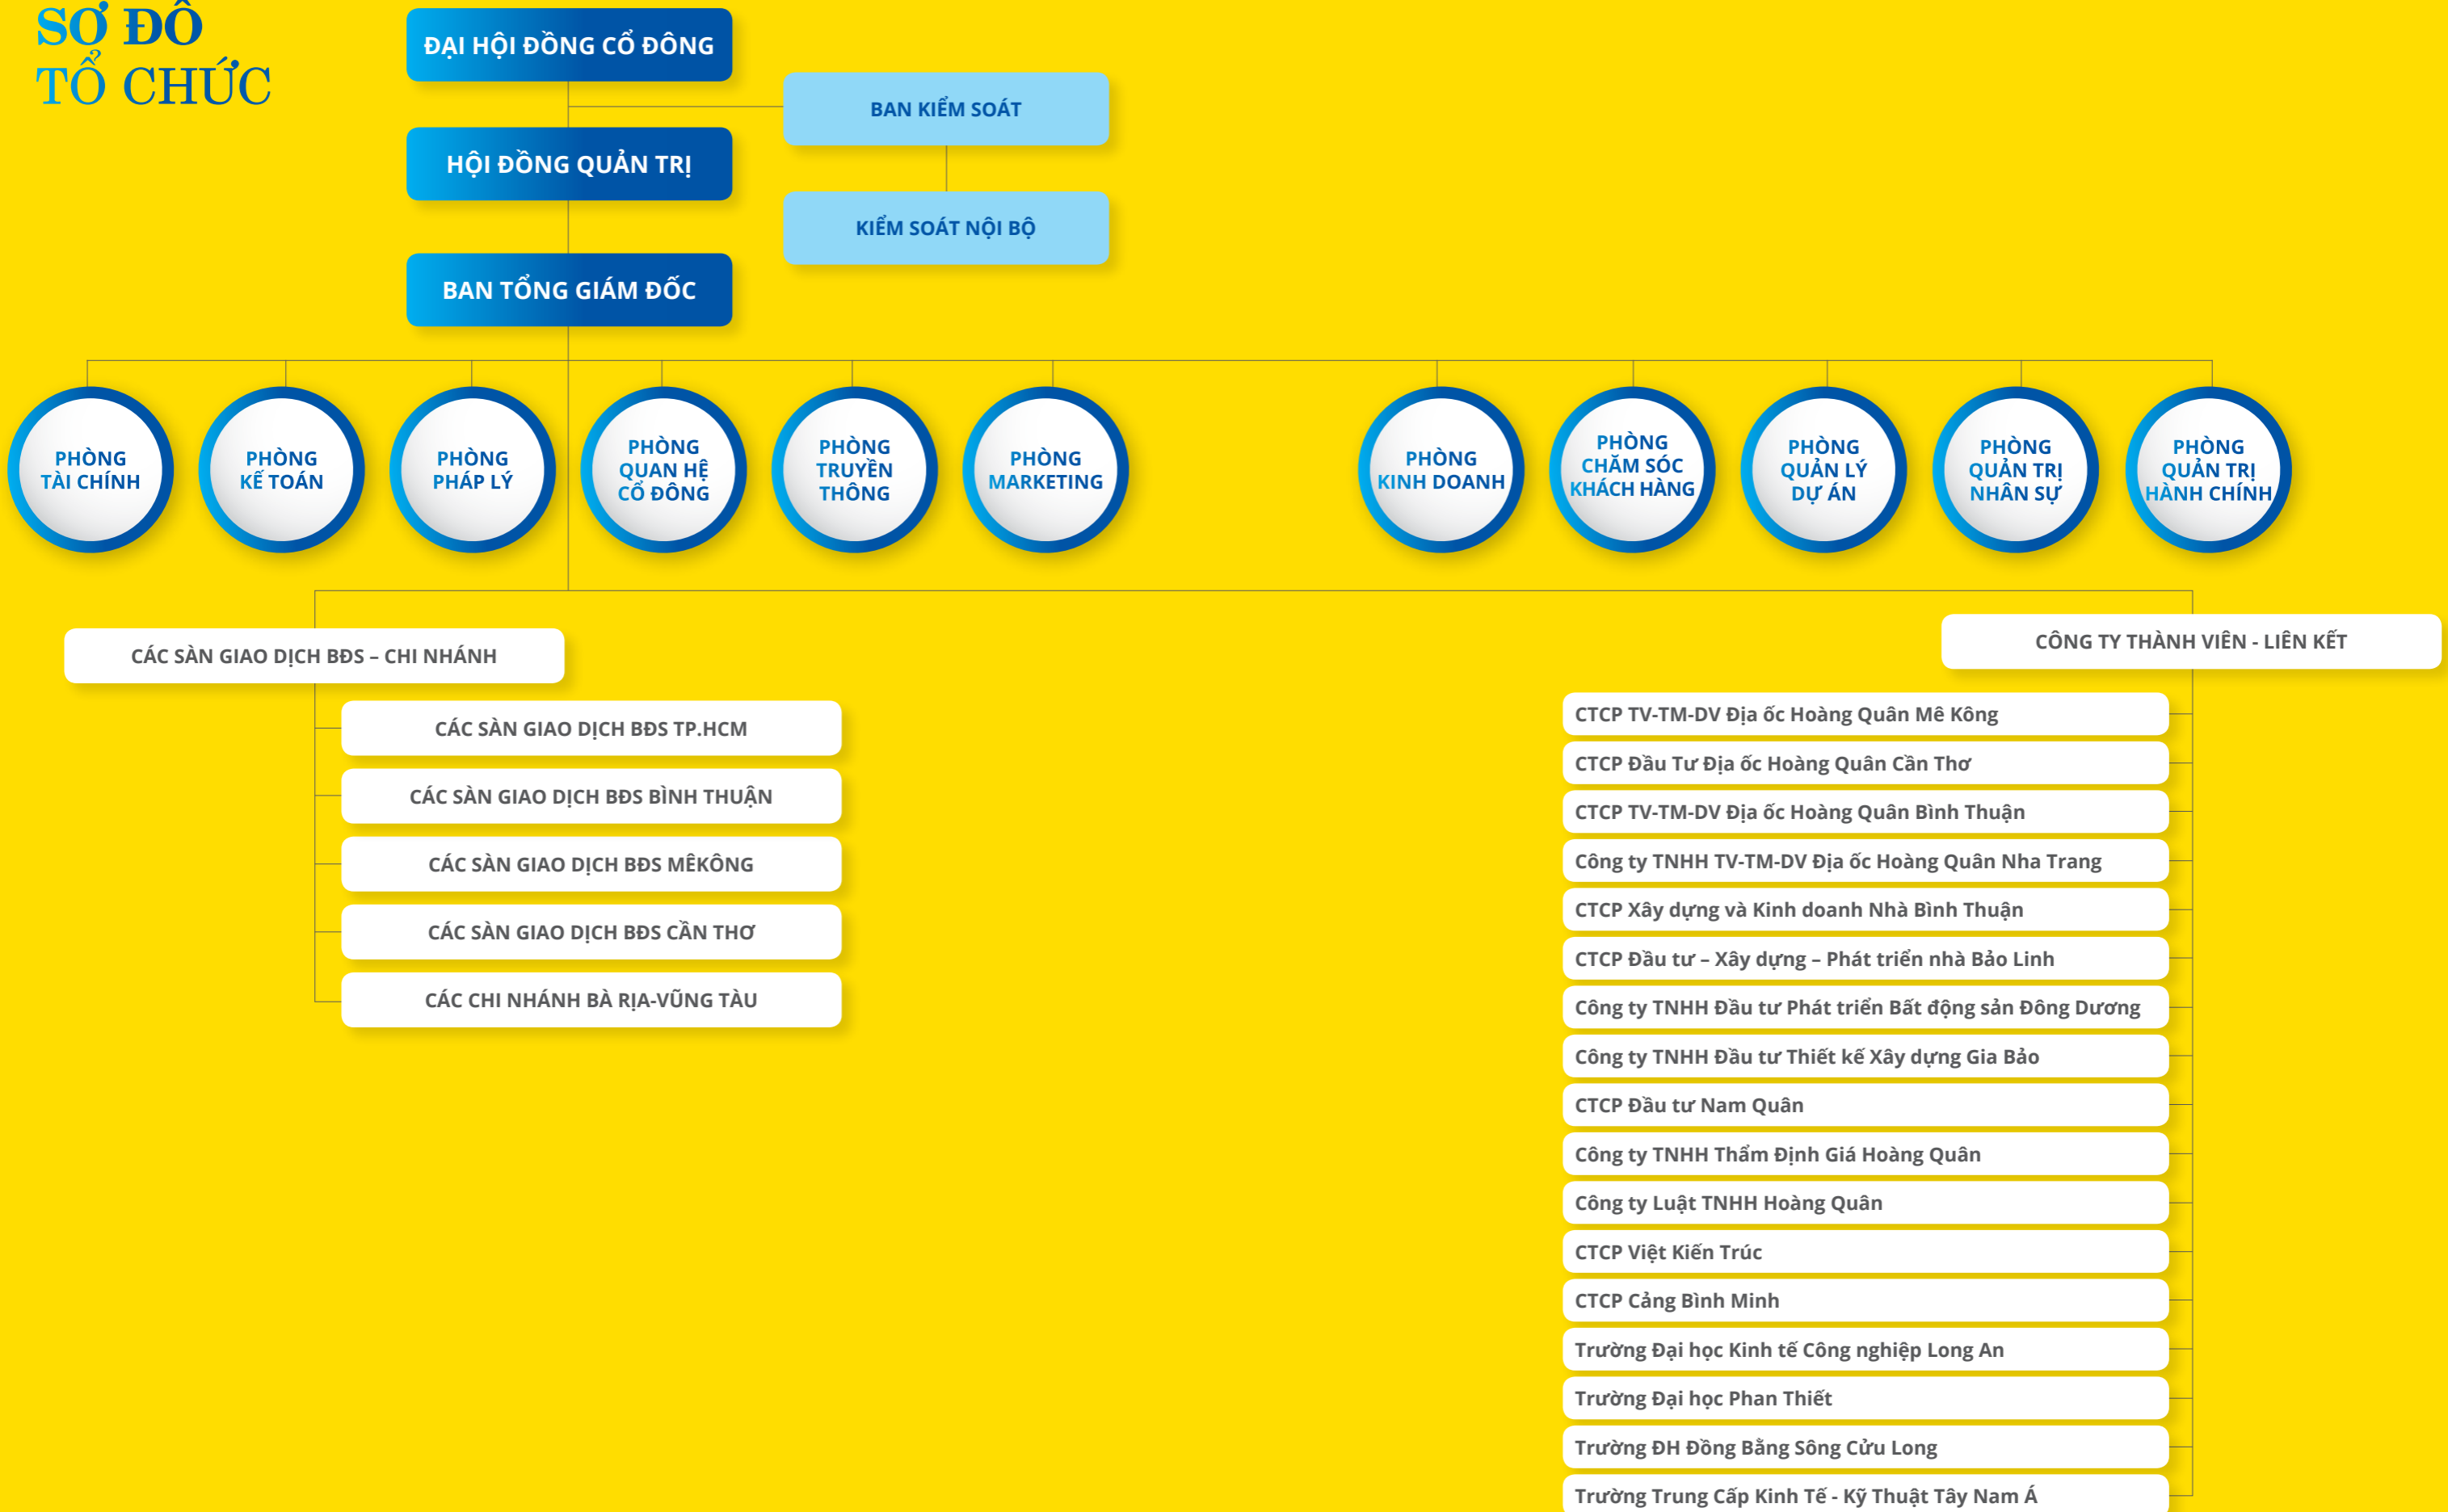 SƠ ĐỒ
TỔ CHỨC
ĐẠI HỘI ĐỒNG CỔ ĐÔNG
BAN KIỂM SOÁT
HỘI ĐỒNG QUẢN TRỊ
KIỂM SOÁT NỘI BỘ
BAN TỔNG GIÁM ĐỐC
PHÒNG
TÀI CHÍNH
PHÒNG
KẾ TOÁN
PHÒNG
PHÁP LÝ
PHÒNG
QUAN HỆ
CỔ ĐÔNG
PHÒNG
TRUYỀN
THÔNG
PHÒNG
MARKETING
PHÒNG
KINH DOANH
PHÒNG
CHĂM SÓC
KHÁCH HÀNG
PHÒNG
QUẢN LÝ
DỰ ÁN
PHÒNG
QUẢN TRỊ
NHÂN SỰ
PHÒNG
QUẢN TRỊ
HÀNH CHÍNH
CÁC SÀN GIAO DỊCH BĐS – CHI NHÁNH
CÁC SÀN GIAO DỊCH BĐS TP.HCM
CÁC SÀN GIAO DỊCH BĐS BÌNH THUẬN
CÁC SÀN GIAO DỊCH BĐS MÊKÔNG
CÁC SÀN GIAO DỊCH BĐS CẦN THƠ
CÁC CHI NHÁNH BÀ RỊA-VŨNG TÀU
CÔNG TY THÀNH VIÊN - LIÊN KẾT
CTCP TV-TM-DV Địa ốc Hoàng Quân Mê Kông
CTCP Đầu Tư Địa ốc Hoàng Quân Cần Thơ
CTCP TV-TM-DV Địa ốc Hoàng Quân Bình Thuận
Công ty TNHH TV-TM-DV Địa ốc Hoàng Quân Nha Trang
CTCP Xây dựng và Kinh doanh Nhà Bình Thuận
CTCP Đầu tư – Xây dựng – Phát triển nhà Bảo Linh
Công ty TNHH Đầu tư Phát triển Bất động sản Đông Dương
Công ty TNHH Đầu tư Thiết kế Xây dựng Gia Bảo
CTCP Đầu tư Nam Quân
Công ty TNHH Thẩm Định Giá Hoàng Quân
Công ty Luật TNHH Hoàng Quân
CTCP Việt Kiến Trúc
CTCP Cảng Bình Minh
Trường Đại học Kinh tế Công nghiệp Long An
Trường Đại học Phan Thiết
Trường ĐH Đồng Bằng Sông Cửu Long
Trường Trung Cấp Kinh Tế - Kỹ Thuật Tây Nam Á